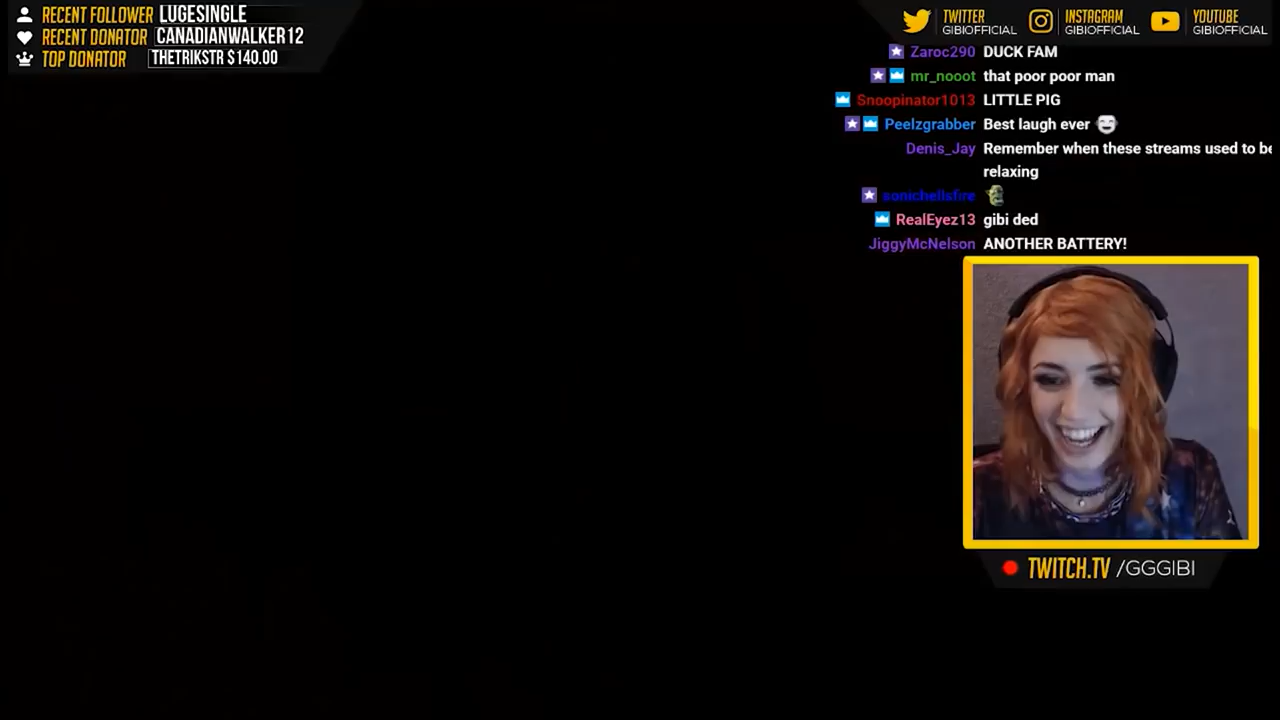 RECENT FOLLOWER LUGESINGLE
RECENT DONATOR CANADIANWALKER12
TOP DONATOR THETRIKSTR $140.00
TWITTER
GIBIOFFICIAL
INSTAGRAM
GIBIOFFICIAL
YOUTUBE
GIBIOFFICIAL
Zaroc290 DUCK FAM
mr_nooot that poor poor man
Snoopinator1013 LITTLE PIG
Peelzgrabber Best laugh ever
Denis_Jay Remember when these streams used to be
relaxing
sonichellsfire
RealEyez13 gibi ded
JiggyMcNelson ANOTHER BATTERY!
TWITCH.TV /GGGIBI